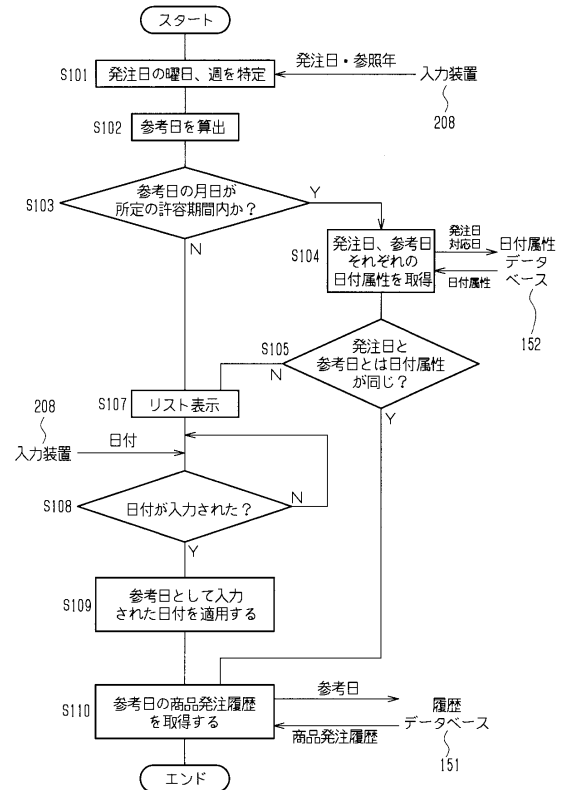 スタート
S101
発注日の曜日、週を特定
発注日・参照年
入力装置
208
S102
参考日を算出
S103
参考日の月日が
所定の許容期間内か？
Y
N
S104
発注日、参考日
それぞれの
日付属性を取得
発注日
対応日
日付属性
日付属性
データ
ベース
152
S105
発注日と
参考日とは日付属性
が同じ？
N
Y
S107
リスト表示
208
入力装置
日付
S108
日付が入力された？
N
Y
S109
参考日として入力
された日付を適用する
S110
参考日の商品発注履歴
を取得する
参考日
商品発注履歴
履歴
データベース
151
エンド